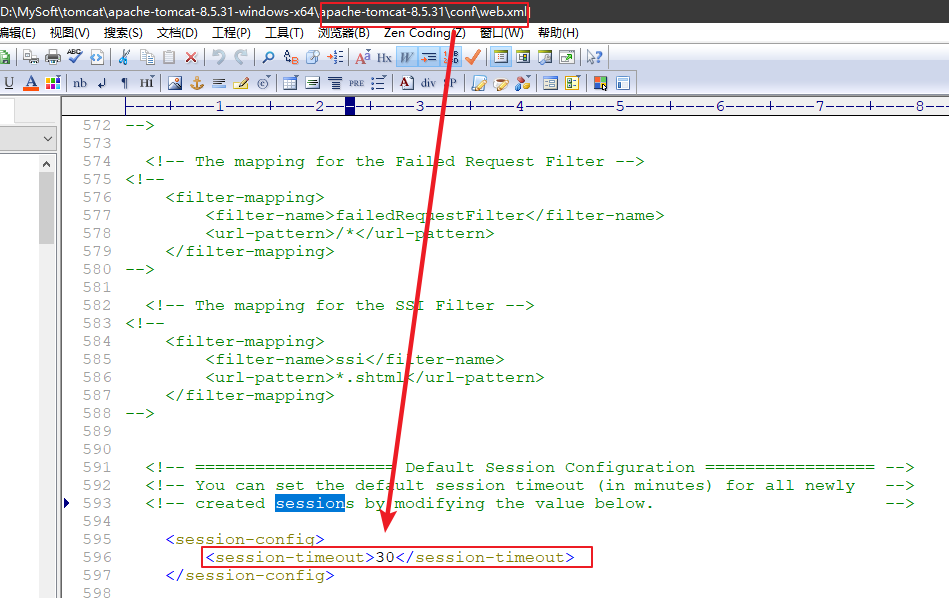 D:\MySoft\tomcat\apache-tomcat-8.5.31-windows-x64\apache-tomcat-8.5.31\conf\web.xml
编辑(E) 视图(V) 搜索(S) 文档(D) 工程(P) 工具(T) 浏览器(B) Zen Coding(Z) 窗口(W) 帮助(H)
ABC Hx W
U A nb HI PRE A div
----+----1----+----2----+----3----+----4----+----5----+----6----+----7----+----8--
572 -->
573
574 <!-- The mapping for the Failed Request Filter -->
575 <!--
576 <filter-mapping>
577 <filter-name>failedRequestFilter</filter-name>
578 <url-pattern>/*</url-pattern>
579 </filter-mapping>
580 -->
581
582 <!-- The mapping for the SSI Filter -->
583 <!--
584 <filter-mapping>
585 <filter-name>ssi</filter-name>
586 <url-pattern>*.shtml</url-pattern>
587 </filter-mapping>
588 -->
589
590
591 <!-- ==================== Default Session Configuration ================= -->
592 <!-- You can set the default session timeout (in minutes) for all newly -->
593 <!-- created sessions by modifying the value below. -->
594
595 <session-config>
596 <session-timeout>30</session-timeout>
597 </session-config>
598